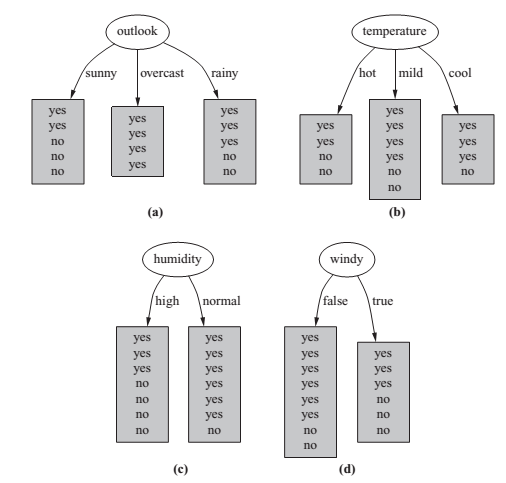 outlook
sunny overcast rainy
yes
yes
no
no
no
yes
yes
yes
yes
yes
yes
yes
no
no
(a)
temperature
hot mild cool
yes
yes
no
no
yes
yes
yes
yes
no
no
yes
yes
yes
no
(b)
humidity
high normal
yes
yes
yes
no
no
no
no
yes
yes
yes
yes
yes
yes
no
(c)
windy
false true
yes
yes
yes
yes
yes
yes
no
no
yes
yes
yes
no
no
no
(d)